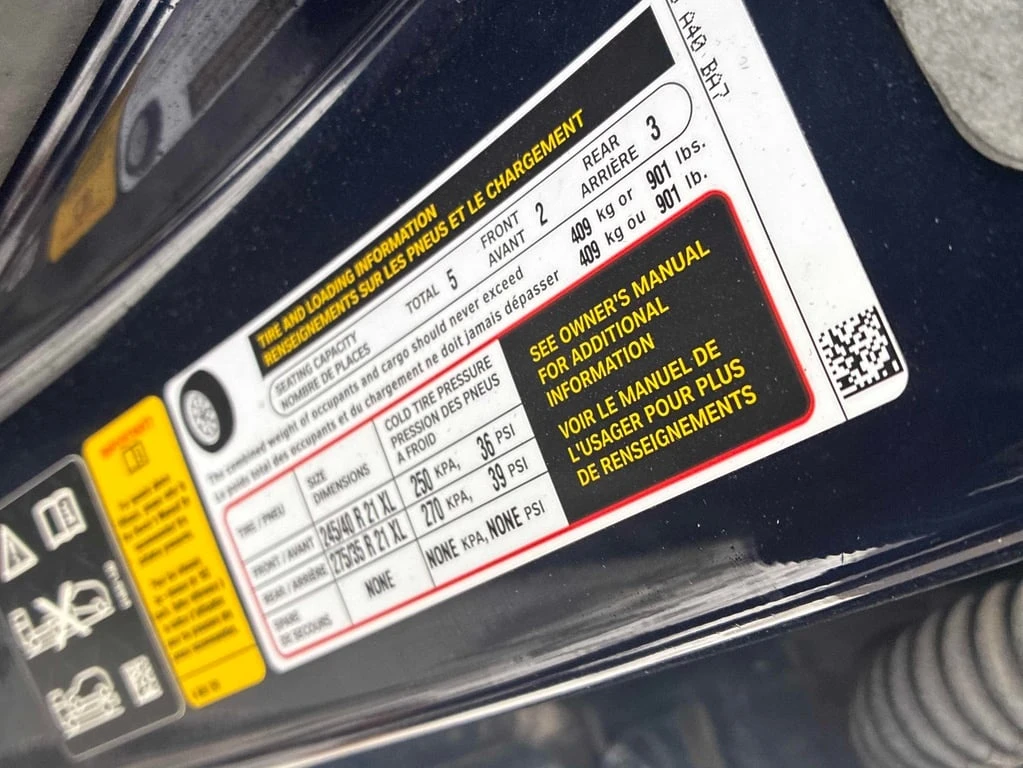 A40 BA7
TIRE AND LOADING INFORMATION
RENSEIGNEMENTS SUR LES PNEUS ET LE CHARGEMENT
SEATING CAPACITY
NOMBRE DE PLACES
TOTAL 5
FRONT
AVANT 2
REAR
ARRIÈRE 3
The combined weight of occupants and cargo should never exceed 409 kg or 901 lbs.
Le poids total des occupants et du chargement ne doit jamais dépasser 409 kg ou 901 lb.
TIRE / PNEU
SIZE
DIMENSIONS
COLD TIRE PRESSURE
PRESSION DES PNEUS
A FROID
FRONT / AVANT 245/40 R 21 XL 250 KPA, 36 PSI
REAR / ARRIÈRE 275/35 R 21 XL 270 KPA, 39 PSI
SPARE
DE SECOURS
NONE NONE KPA, NONE PSI
SEE OWNER'S MANUAL
FOR ADDITIONAL
INFORMATION
VOIR LE MANUEL DE
L'USAGER POUR PLUS
DE RENSEIGNEMENTS